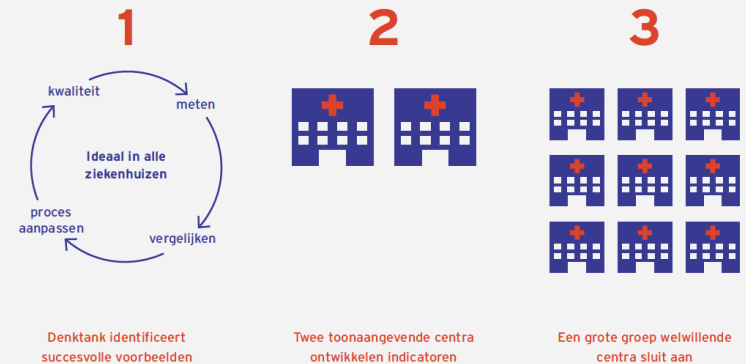 1
2
3
kwaliteit
meten
Ideaal in alle
ziekenhuizen
proces
aanpassen
vergelijken
Denktank identificeert
succesvolle voorbeelden
Twee toonaangevende centra
ontwikkelen indicatoren
Een grote groep welwillende
centra sluit aan